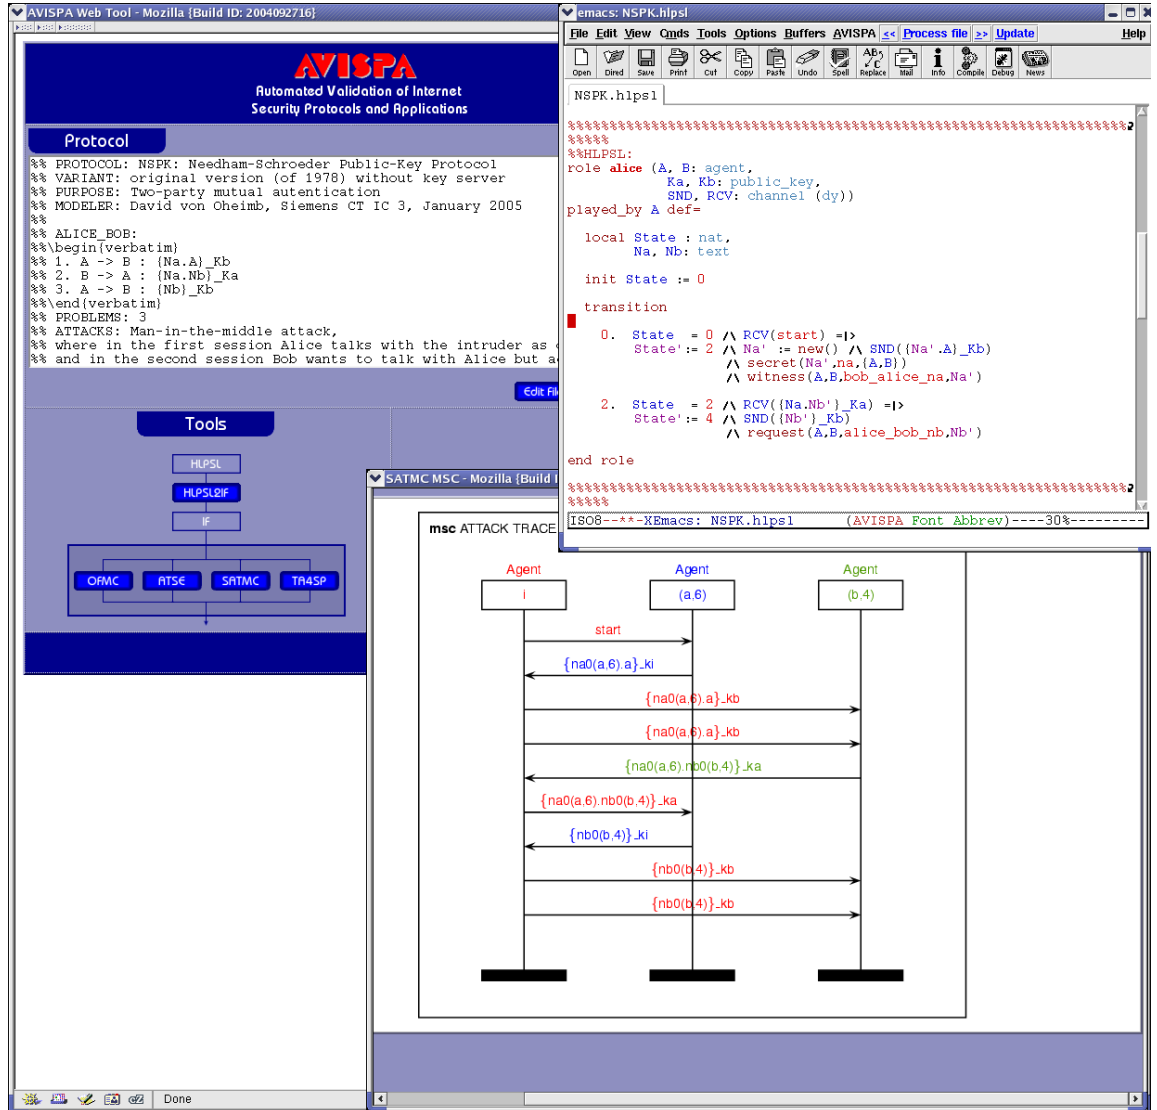 AVISPA Web Tool - Mozilla {Build ID: 2004092716}
AVISPA
Automated Validation of Internet
Security Protocols and Applications
Protocol
%% PROTOCOL: NSPK: Needham-Schroeder Public-Key Protocol
%% VARIANT: original version (of 1978) without key server
%% PURPOSE: Two-party mutual autentication
%% MODELER: David von Oheimb, Siemens CT IC 3, January 2005
%%
%% ALICE_BOB:
%%\begin{verbatim}
%% 1. A -> B : {Na.A}_Kb
%% 2. B -> A : {Na.Nb}_Ka
%% 3. A -> B : {Nb}_Kb
%%\end{verbatim}
%% PROBLEMS: 3
%% ATTACKS: Man-in-the-middle attack,
%% where in the first session Alice talks with the intruder as
%% and in the second session Bob wants to talk with Alice but
Edit
Tools
HLPSL
HLPSL2IF
IF
OFMC ATSE SATMC TA4SP
Done
emacs: NSPK.hlpsl
File Edit View Cmds Tools Options Buffers AVISPA << Process file >> Update Help
Open Dired Save Print Cut Copy Paste Undo Spell Replace Mail Info Compile Debug News
NSPK.hlpsl
%%%%%%%%%%%%%%%%%%%%%%%%%%%%%%%%%%%%%%%%%%%%%%%%%%%%%%%%%%%%%%%%%%%
%%%%%
%%HLPSL:
role alice (A, B: agent,
Ka, Kb: public_key,
SND, RCV: channel (dy))
played_by A def=
local State : nat,
Na, Nb: text
init State := 0
transition
0. State = 0 /\ RCV(start) =|>
State':= 2 /\ Na' := new() /\ SND({Na'.A}_Kb)
/\ secret(Na',na,{A,B})
/\ witness(A,B,bob_alice_na,Na')
2. State = 2 /\ RCV({Na.Nb'}_Ka) =|>
State':= 4 /\ SND({Nb'}_Kb)
/\ request(A,B,alice_bob_nb,Nb')
end role
%%%%%%%%%%%%%%%%%%%%%%%%%%%%%%%%%%%%%%%%%%%%%%%%%%%%%%%%%%%%%%%%%%%
%%%%%
ISO8--**-XEmacs: NSPK.hlpsl (AVISPA Font Abbrev)----30%---------
SATMC MSC - Mozilla {Build
msc ATTACK TRACE
Agent Agent Agent
i (a,6) (b,4)
start
{na0(a,6).a}_ki
{na0(a,6).a}_kb
{na0(a,6).a}_kb
{na0(a,6).nb0(b,4)}_ka
{na0(a,6).nb0(b,4)}_ka
{nb0(b,4)}_ki
{nb0(b,4)}_kb
{nb0(b,4)}_kb